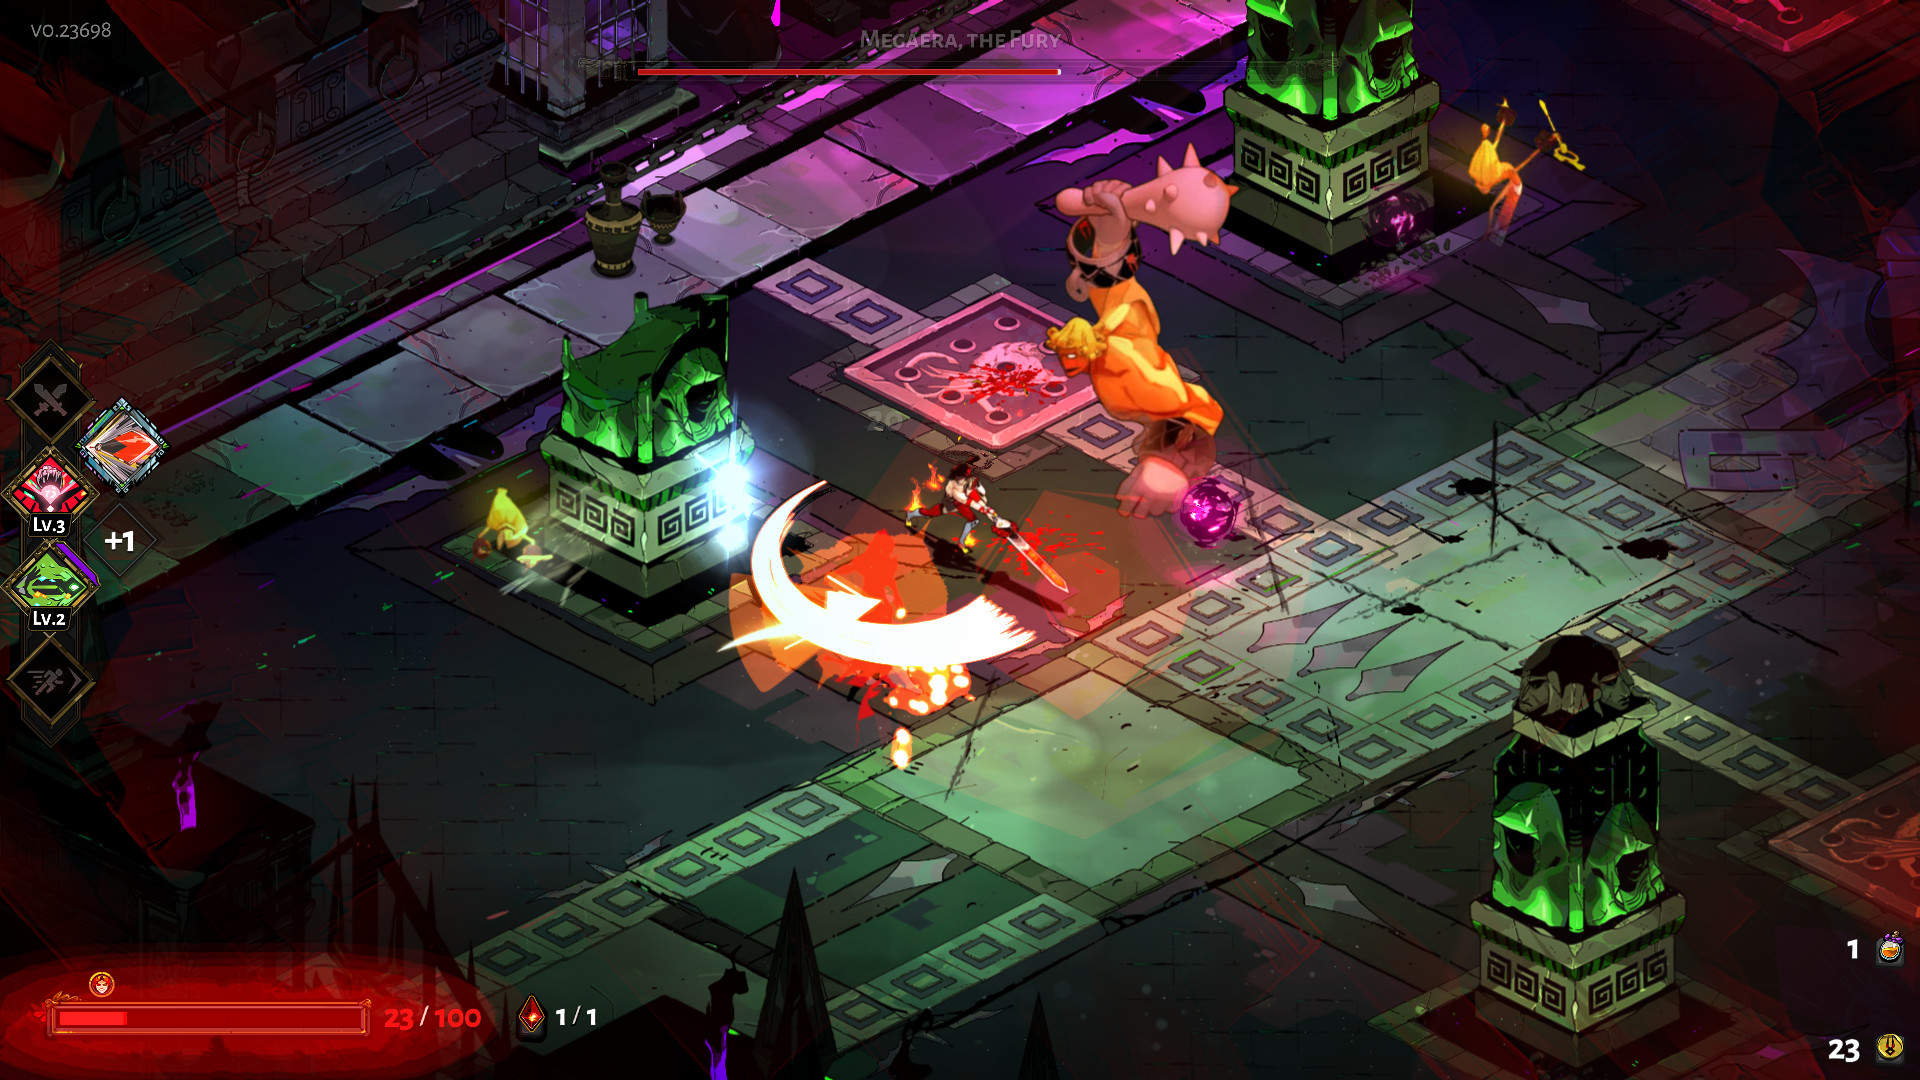 V0.23698
MEGAERA, THE FURY
Lv.3
+1
Lv.2
23/100
1/1
1
23